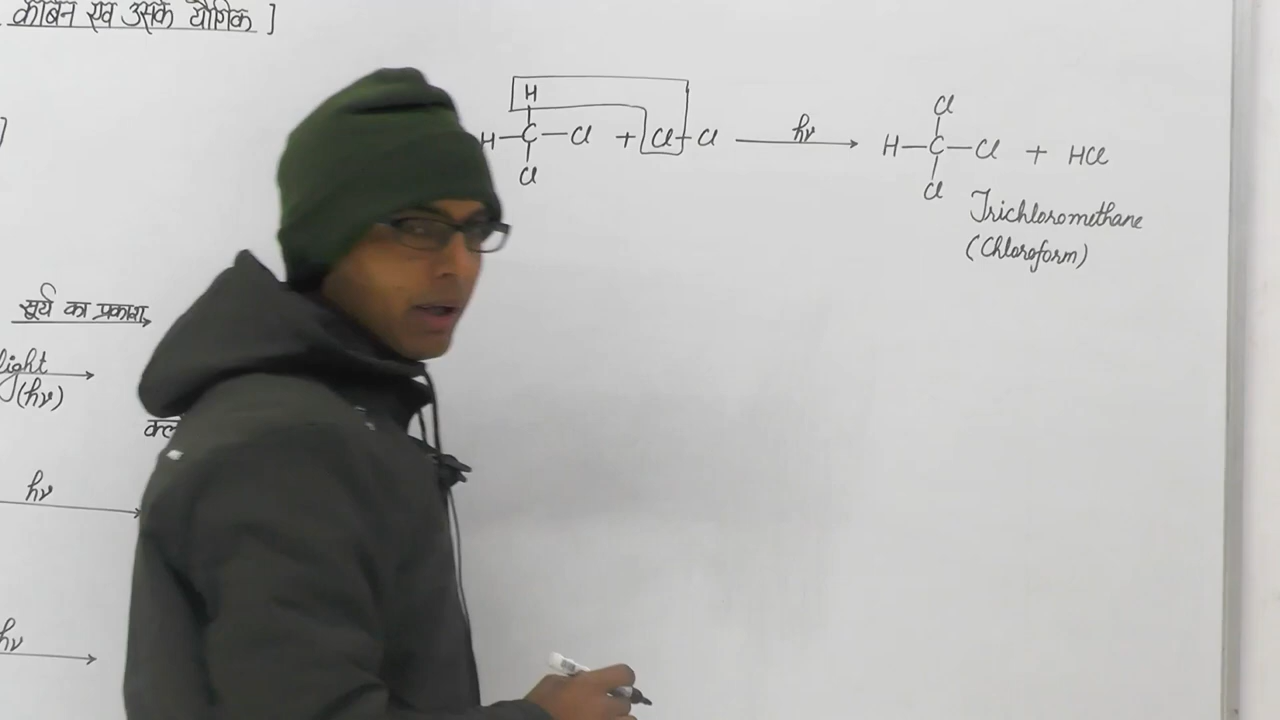 कार्बन एवं उसके यौगिक ]
]
H
H—C—Cl + Cl—Cl
Cl
hν
Cl
H—C—Cl + HCl
Cl
Trichloromethane
(Chloroform)
सूर्य का प्रकाश
light
(hν)
hν
hν